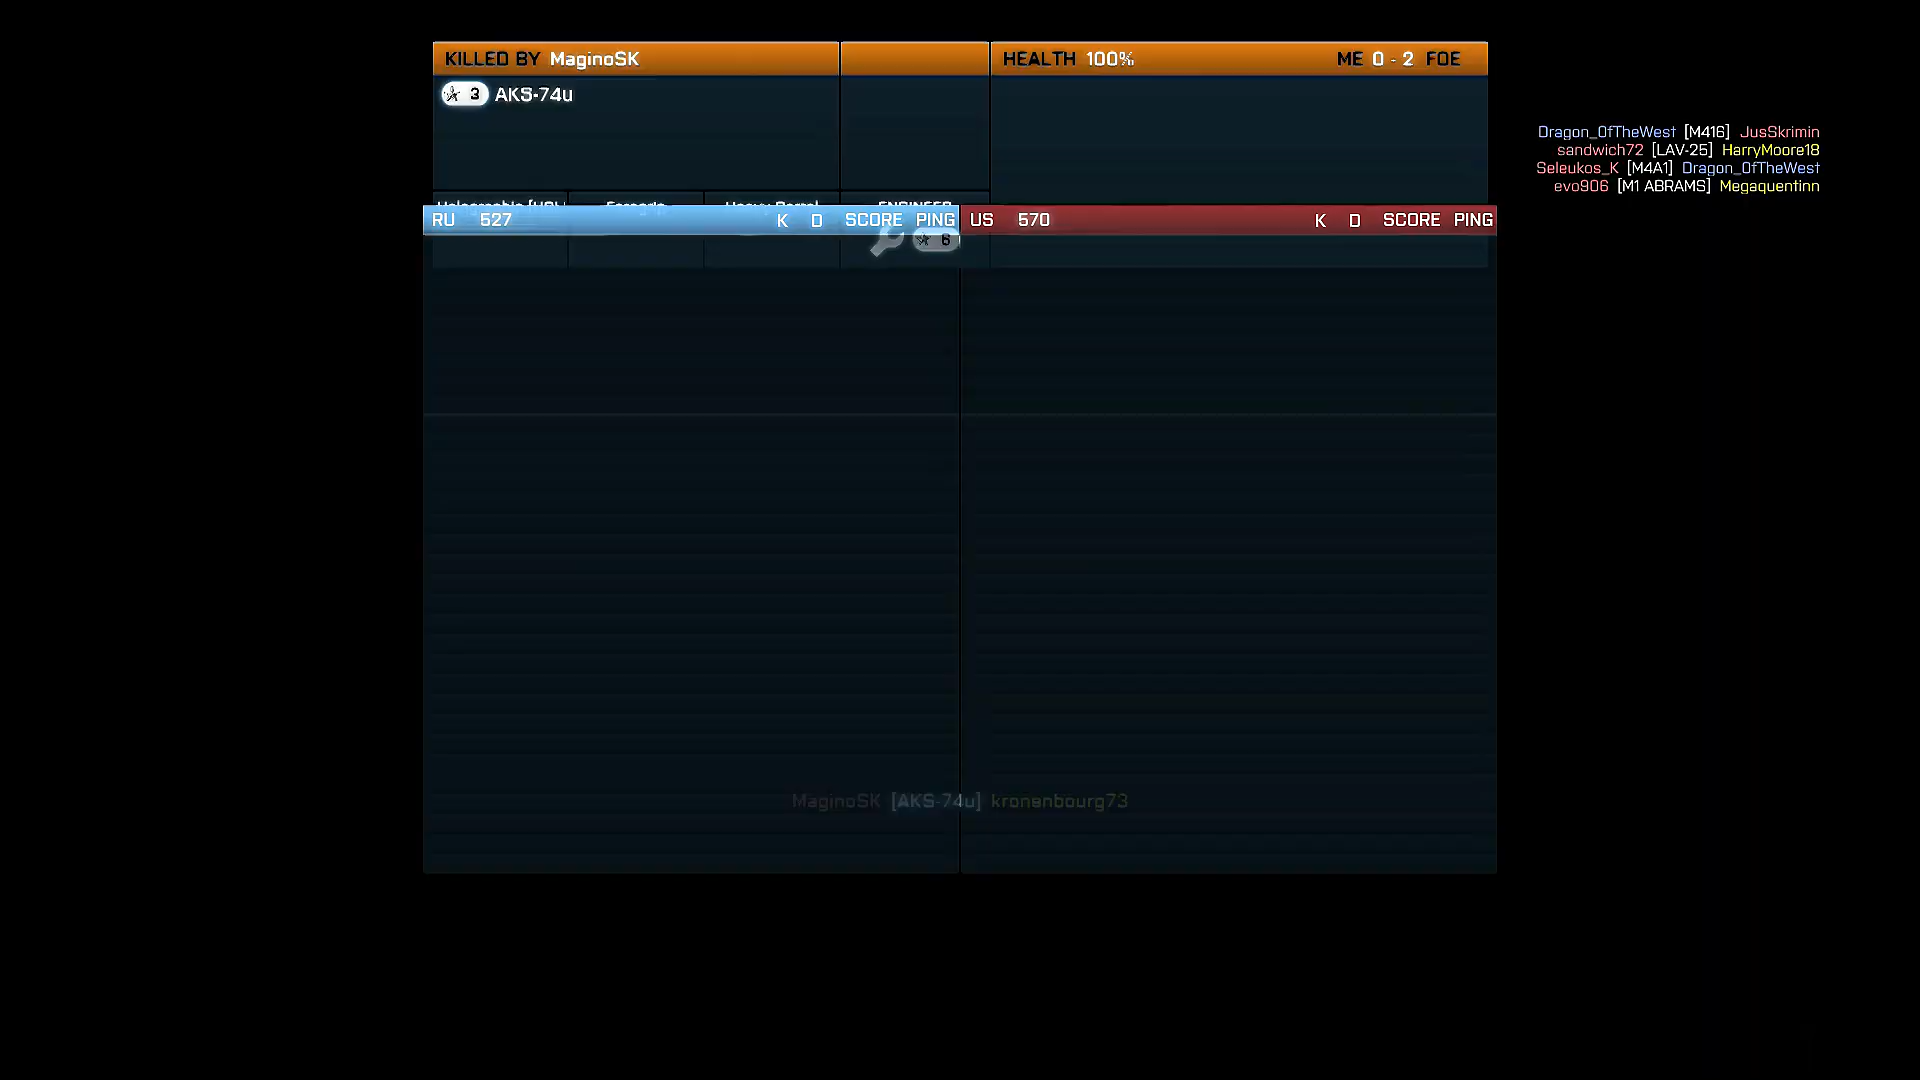 KILLED BY MaginoSK HEALTH 100% ME 0 - 2 FOE
3 AKS-74u
Dragon_OfTheWest [M416] JusSkrimin
sandwich72 [LAV-25] HarryMoore18
Seleukos_K [M4A1] Dragon_OfTheWest
evo906 [M1 ABRAMS] Megaquentinn
ENGINEER
RU 527 K D SCORE PING US 570 K D SCORE PING
6
MaginoSK [AKS-74u] kronenbourg73